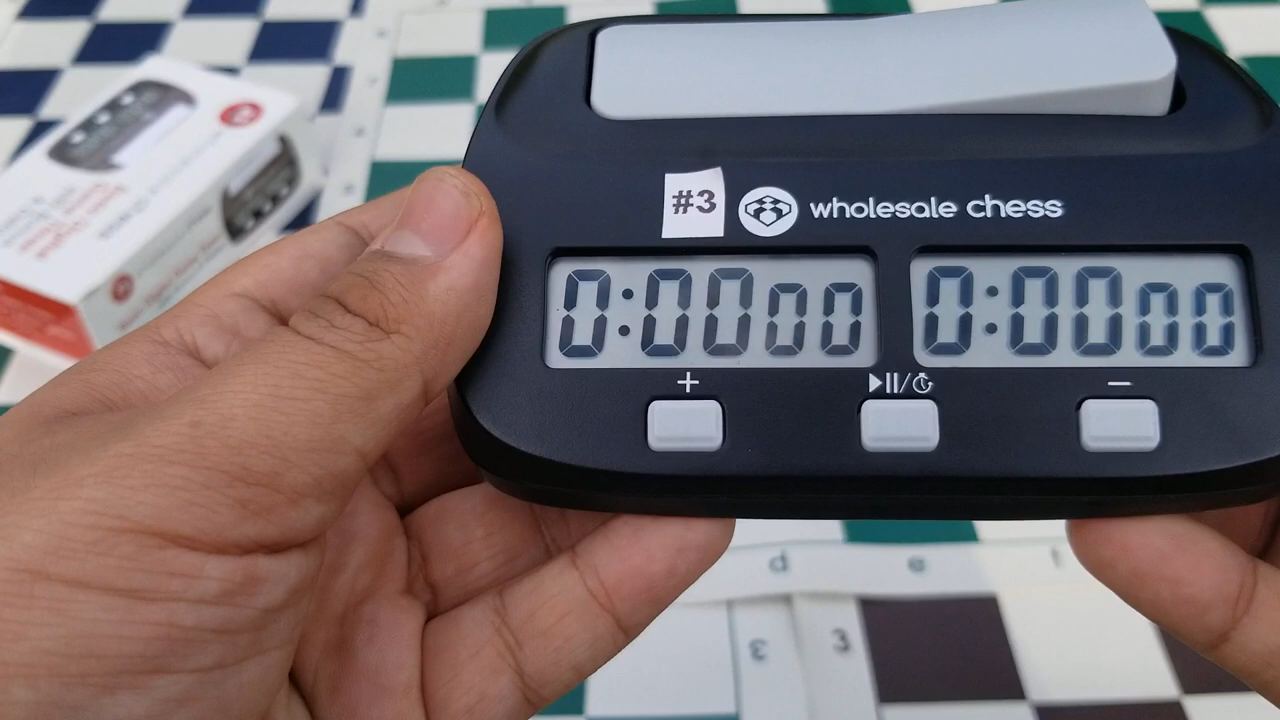 #3 wholesale chess
0:0000 0:0000
+ ▶II/⏱ −
d e f
3 3